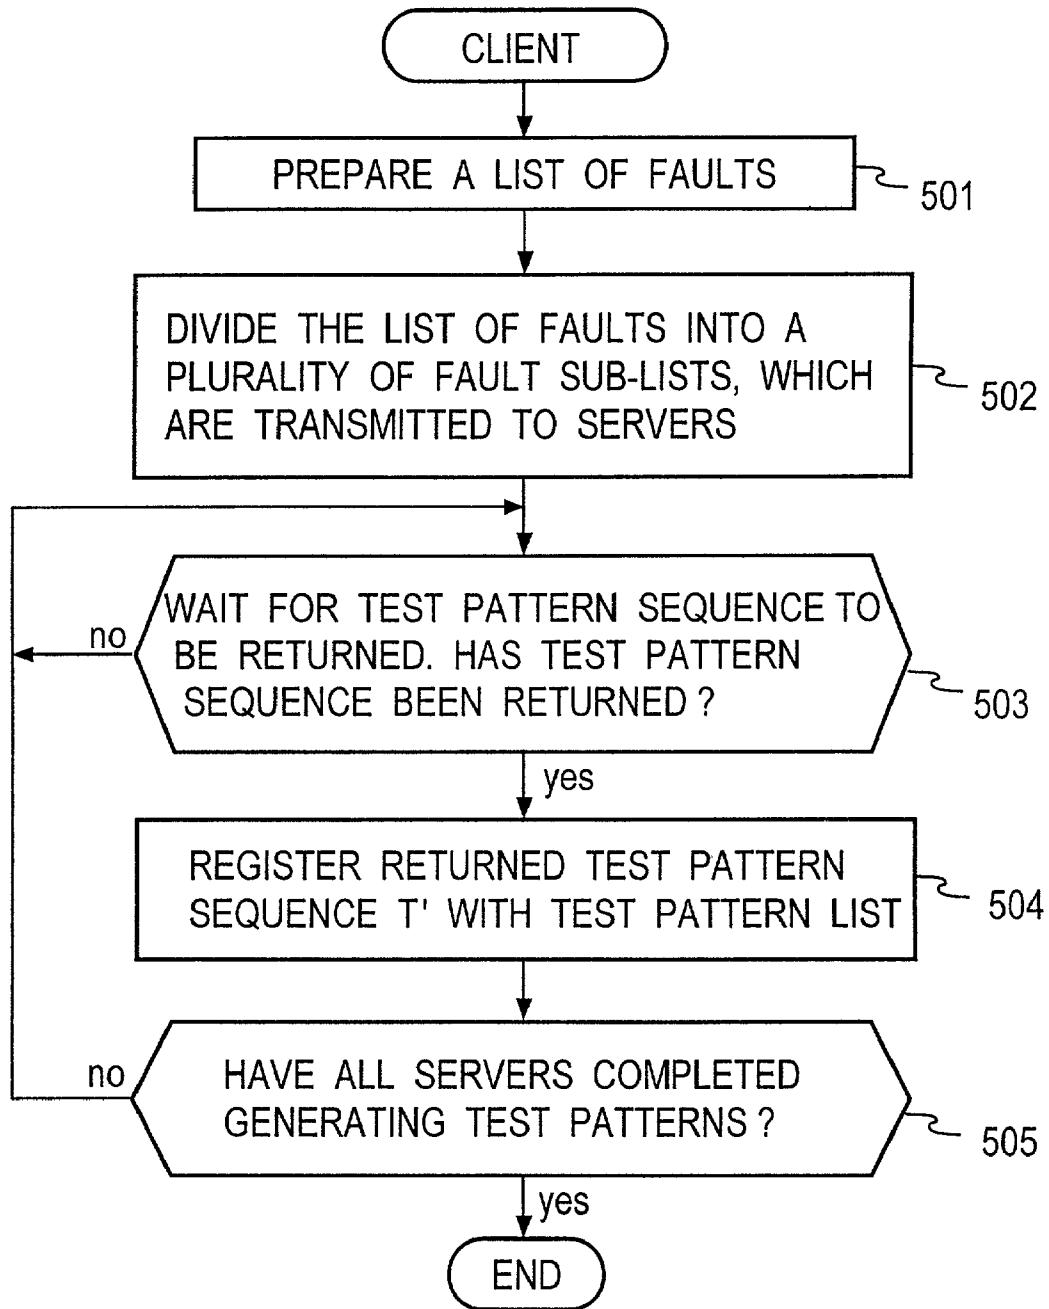 CLIENT
PREPARE A LIST OF FAULTS
501
DIVIDE THE LIST OF FAULTS INTO A
PLURALITY OF FAULT SUB-LISTS, WHICH
ARE TRANSMITTED TO SERVERS
502
WAIT FOR TEST PATTERN SEQUENCE TO
BE RETURNED. HAS TEST PATTERN
SEQUENCE BEEN RETURNED ?
no
503
yes
REGISTER RETURNED TEST PATTERN
SEQUENCE T' WITH TEST PATTERN LIST
504
HAVE ALL SERVERS COMPLETED
GENERATING TEST PATTERNS ?
no
505
yes
END